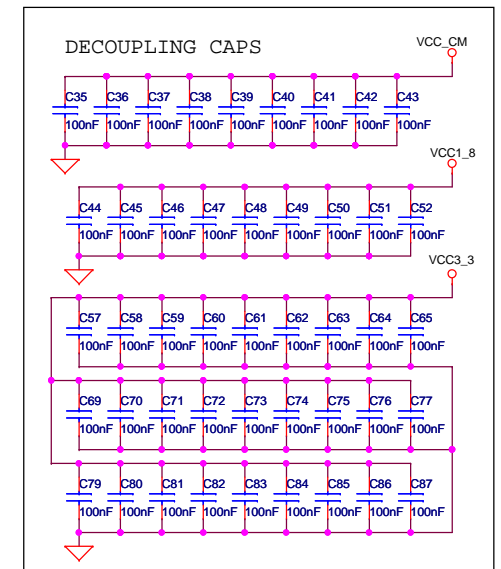 DECOUPLING CAPS
VCC_CM
C35 C36 C37 C38 C39 C40 C41 C42 C43
100nF 100nF 100nF 100nF 100nF 100nF 100nF 100nF 100nF
VCC1_8
C44 C45 C46 C47 C48 C49 C50 C51 C52
100nF 100nF 100nF 100nF 100nF 100nF 100nF 100nF 100nF
VCC3_3
C57 C58 C59 C60 C61 C62 C63 C64 C65
100nF 100nF 100nF 100nF 100nF 100nF 100nF 100nF 100nF
C69 C70 C71 C72 C73 C74 C75 C76 C77
100nF 100nF 100nF 100nF 100nF 100nF 100nF 100nF 100nF
C79 C80 C81 C82 C83 C84 C85 C86 C87
100nF 100nF 100nF 100nF 100nF 100nF 100nF 100nF 100nF